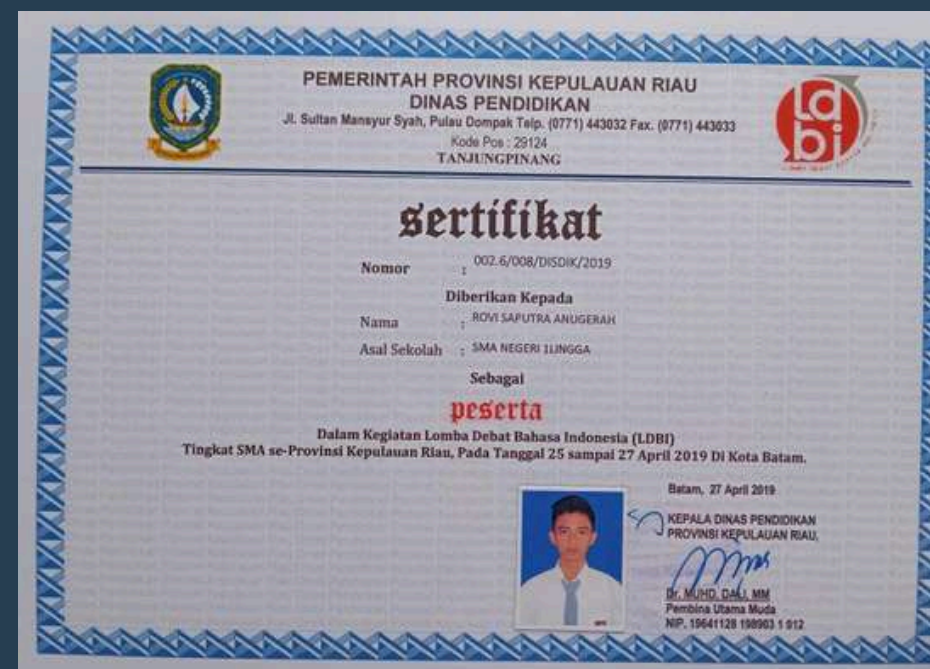 PEMERINTAH PROVINSI KEPULAUAN RIAU
DINAS PENDIDIKAN
Jl. Sultan Mansyur Syah, Pulau Dompak Telp. (0771) 443032 Fax. (0771) 443033
Kode Pos : 29124
TANJUNGPINANG
ldbi
sertifikat
Nomor : 002.6/008/DISDIK/2019
Diberikan Kepada
Nama : ROVI SAPUTRA ANUGERAH
Asal Sekolah : SMA NEGERI 1LINGGA
Sebagai
peserta
Dalam Kegiatan Lomba Debat Bahasa Indonesia (LDBI)
Tingkat SMA se-Provinsi Kepulauan Riau, Pada Tanggal 25 sampai 27 April 2019 Di Kota Batam.
Batam, 27 April 2019
KEPALA DINAS PENDIDIKAN
PROVINSI KEPULAUAN RIAU,
Dr. MUHD. DALI, MM
Pembina Utama Muda
NIP. 19641128 198903 1 012